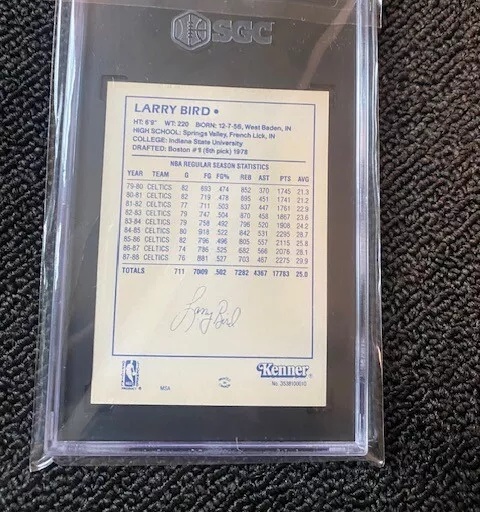 SGC
LARRY BIRD •
HT: 6'9" WT: 220 BORN: 12-7-56, West Baden, IN
HIGH SCHOOL: Springs Valley, French Lick, IN
COLLEGE: Indiana State University
DRAFTED: Boston #1 (6th pick) 1978
NBA REGULAR SEASON STATISTICS
YEAR TEAM G FG FG% REB AST PTS AVG
79-80 CELTICS 82 693 .474 852 370 1745 21.3
80-81 CELTICS 82 719 .478 895 451 1741 21.2
81-82 CELTICS 77 711 .503 837 447 1761 22.9
82-83 CELTICS 79 747 .504 870 458 1867 23.6
83-84 CELTICS 79 758 .492 796 520 1908 24.2
84-85 CELTICS 80 918 .522 842 531 2295 28.7
85-86 CELTICS 82 796 .496 805 557 2115 25.8
86-87 CELTICS 74 786 .525 682 566 2076 28.1
87-88 CELTICS 76 881 .527 703 467 2275 29.9
TOTALS 711 7009 .502 7282 4367 17783 25.0
Larry Bird
NBA
MSA
Kenner®
No. 3538100010